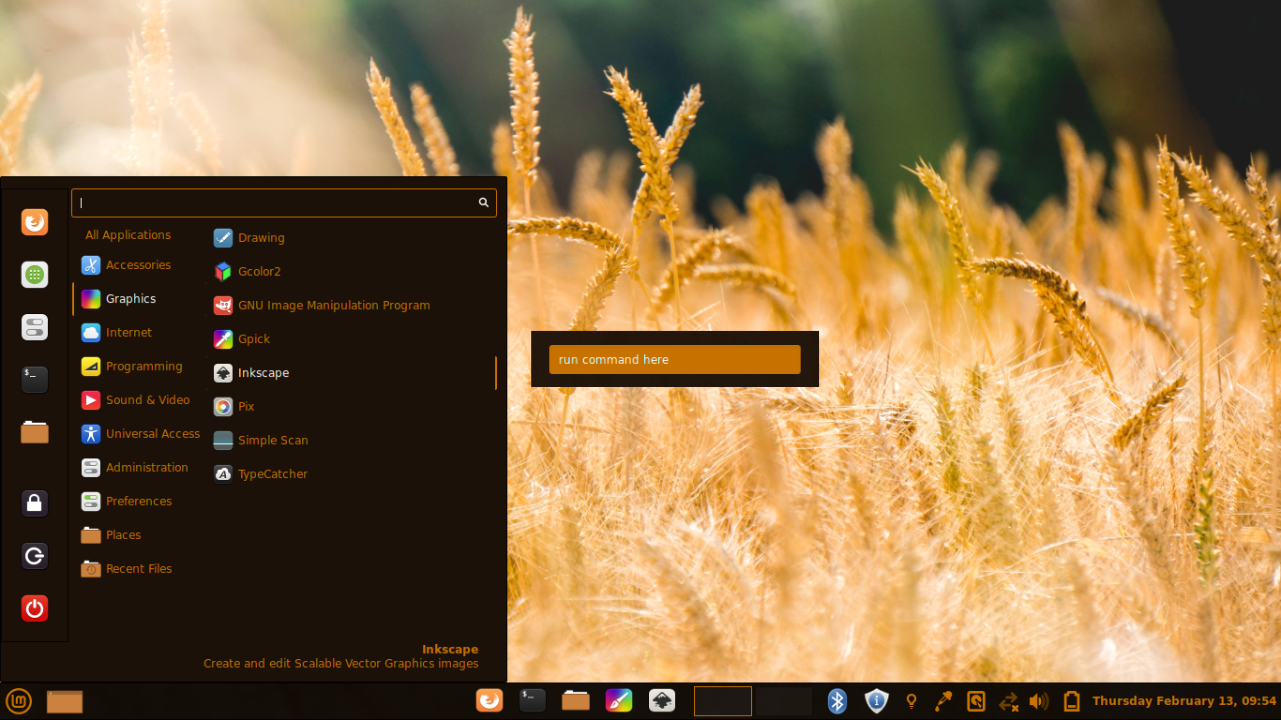 All Applications
Accessories
Graphics
Internet
Programming
Sound & Video
Universal Access
Administration
Preferences
Places
Recent Files
Drawing
Gcolor2
GNU Image Manipulation Program
Gpick
Inkscape
Pix
Simple Scan
TypeCatcher
Inkscape
Create and edit Scalable Vector Graphics images
run command here
Thursday February 13, 09:54